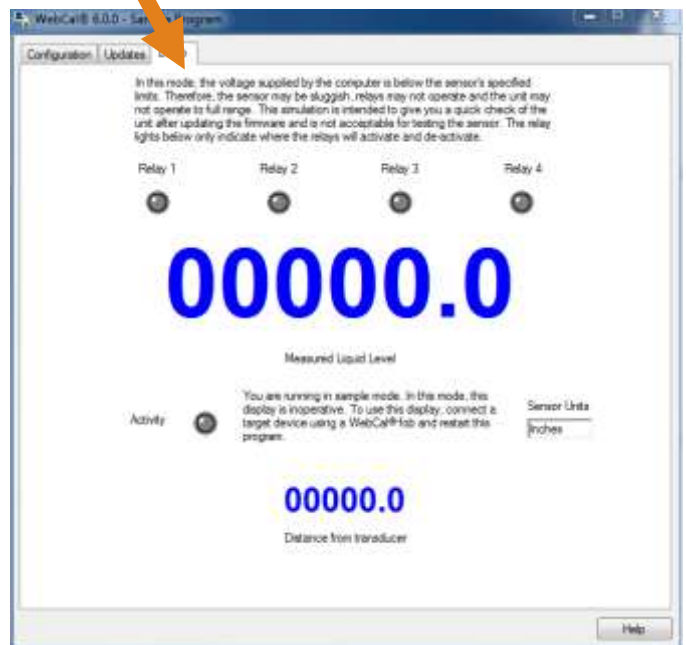 WebCal® 6.0.0 - Sample Program
Configuration Updates
In this mode, the voltage supplied by the computer is below the sensor's specified
limits. Therefore, the sensor may be sluggish, relays may not operate and the unit may
not operate to full range. This simulation is intended to give you a quick check of the
unit after updating the firmware and is not acceptable for testing the sensor. The relay
lights below only indicate where the relays will activate and de-activate.
Relay 1 Relay 2 Relay 3 Relay 4
00000.0
Measured Liquid Level
You are running in sample mode. In this mode, this
display is inoperative. To use this display, connect a
target device using a WebCal® fob and restart this
program.
Activity
Sensor Units
Inches
00000.0
Distance from transducer
Help